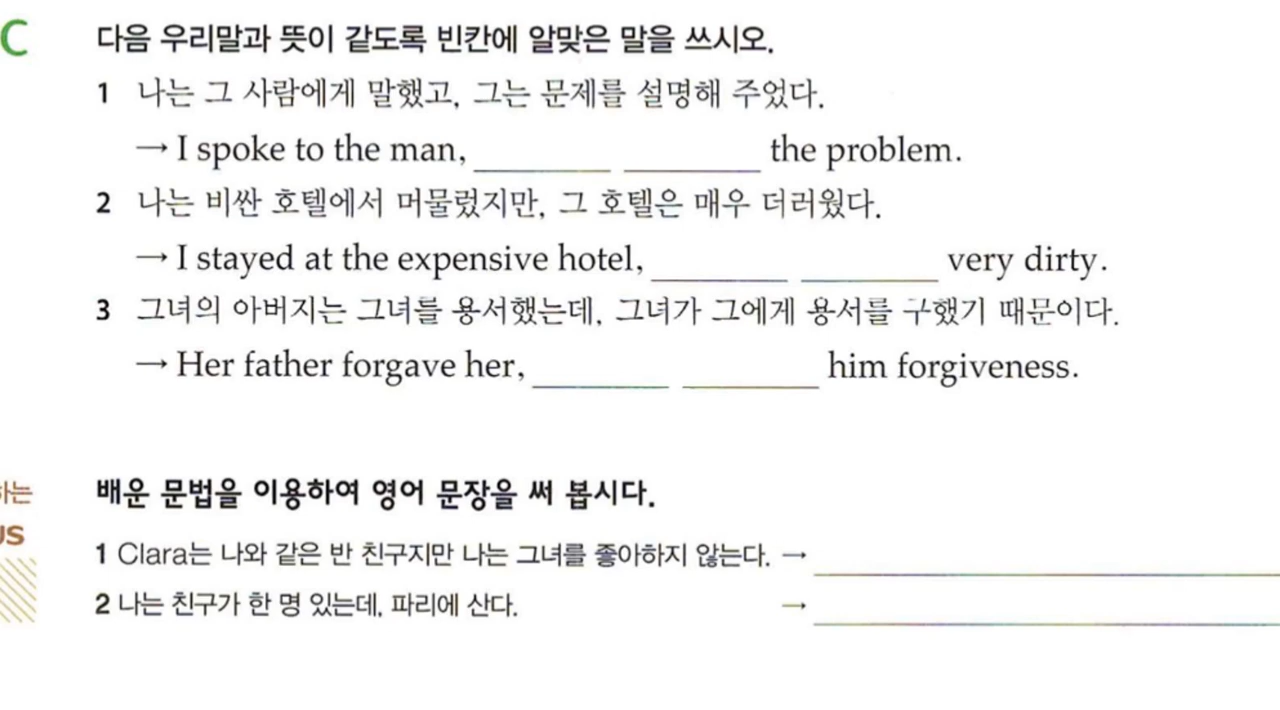 C 다음 우리말과 뜻이 같도록 빈칸에 알맞은 말을 쓰시오.
1 나는 그 사람에게 말했고, 그는 문제를 설명해 주었다.
→ I spoke to the man, ________ ________ the problem.
2 나는 비싼 호텔에서 머물렀지만, 그 호텔은 매우 더러웠다.
→ I stayed at the expensive hotel, ________ ________ very dirty.
3 그녀의 아버지는 그녀를 용서했는데, 그녀가 그에게 용서를 구했기 때문이다.
→ Her father forgave her, ________ ________ him forgiveness.
하는
US
배운 문법을 이용하여 영어 문장을 써 봅시다.
1 Clara는 나와 같은 반 친구지만 나는 그녀를 좋아하지 않는다. →
2 나는 친구가 한 명 있는데, 파리에 산다. →